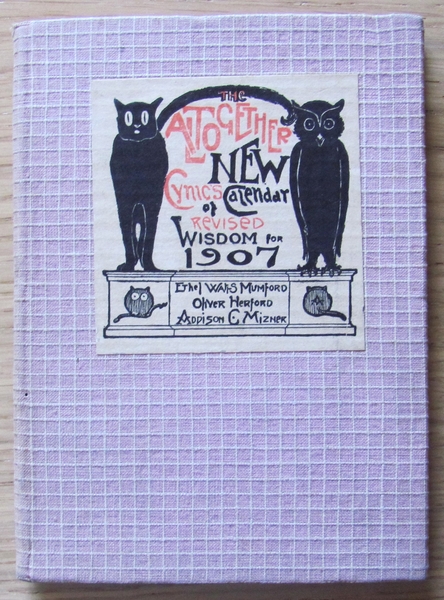 THE
ALTOGETHER
NEW
CYNICS CALENDAR
of
REVISED
WISDOM FOR
1907
Ethel Watts Mumford
Oliver Herford
Addison C Mizner